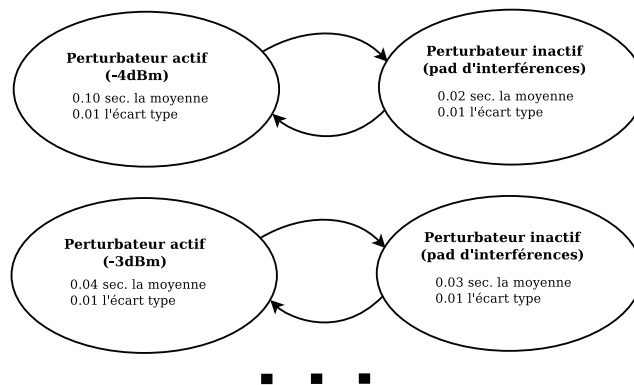 Perturbateur actif
(-4dBm)
0.10 sec. la moyenne
0.01 l'écart type
Perturbateur inactif
(pad d'interférences)
0.02 sec. la moyenne
0.01 l'écart type
Perturbateur actif
(-3dBm)
0.04 sec. la moyenne
0.01 l'écart type
Perturbateur inactif
(pad d'interférences)
0.03 sec. la moyenne
0.01 l'écart type